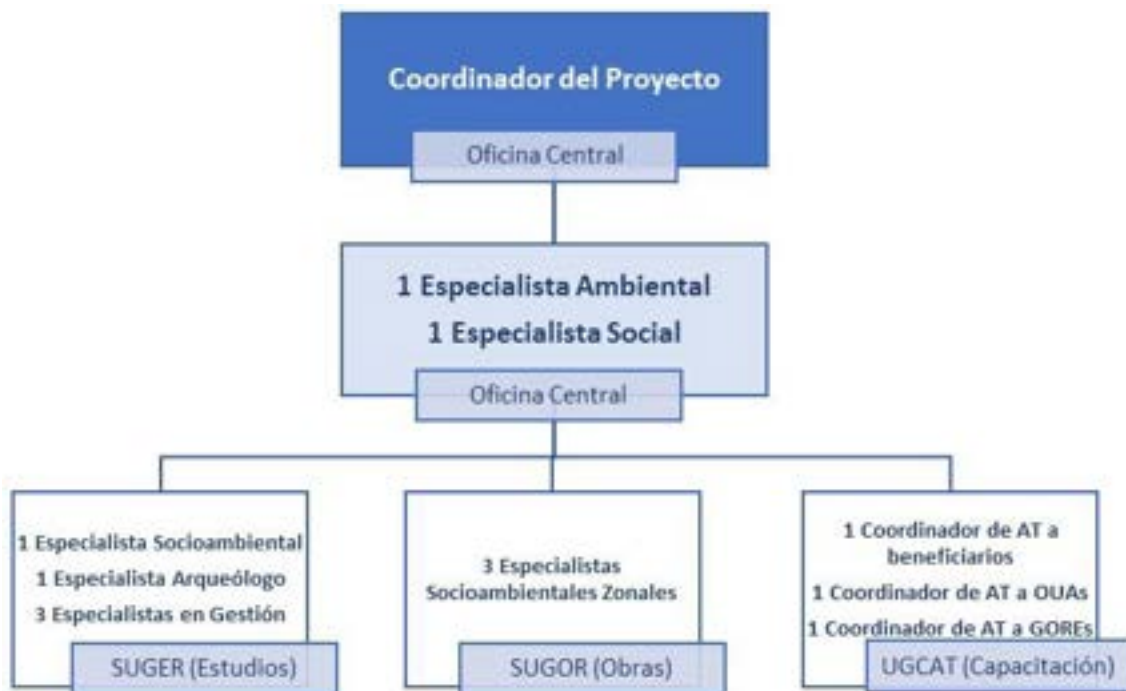 Coordinador del Proyecto
Oficina Central
1 Especialista Ambiental
1 Especialista Social
Oficina Central
1 Especialista Socioambiental
1 Especialista Arqueólogo
3 Especialistas en Gestión
SUGER (Estudios)
3 Especialistas
Socioambientales Zonales
SUGOR (Obras)
1 Coordinador de AT a
beneficiarios
1 Coordinador de AT a OUAs
1 Coordinador de AT a GOREs
UGCAT (Capacitación)